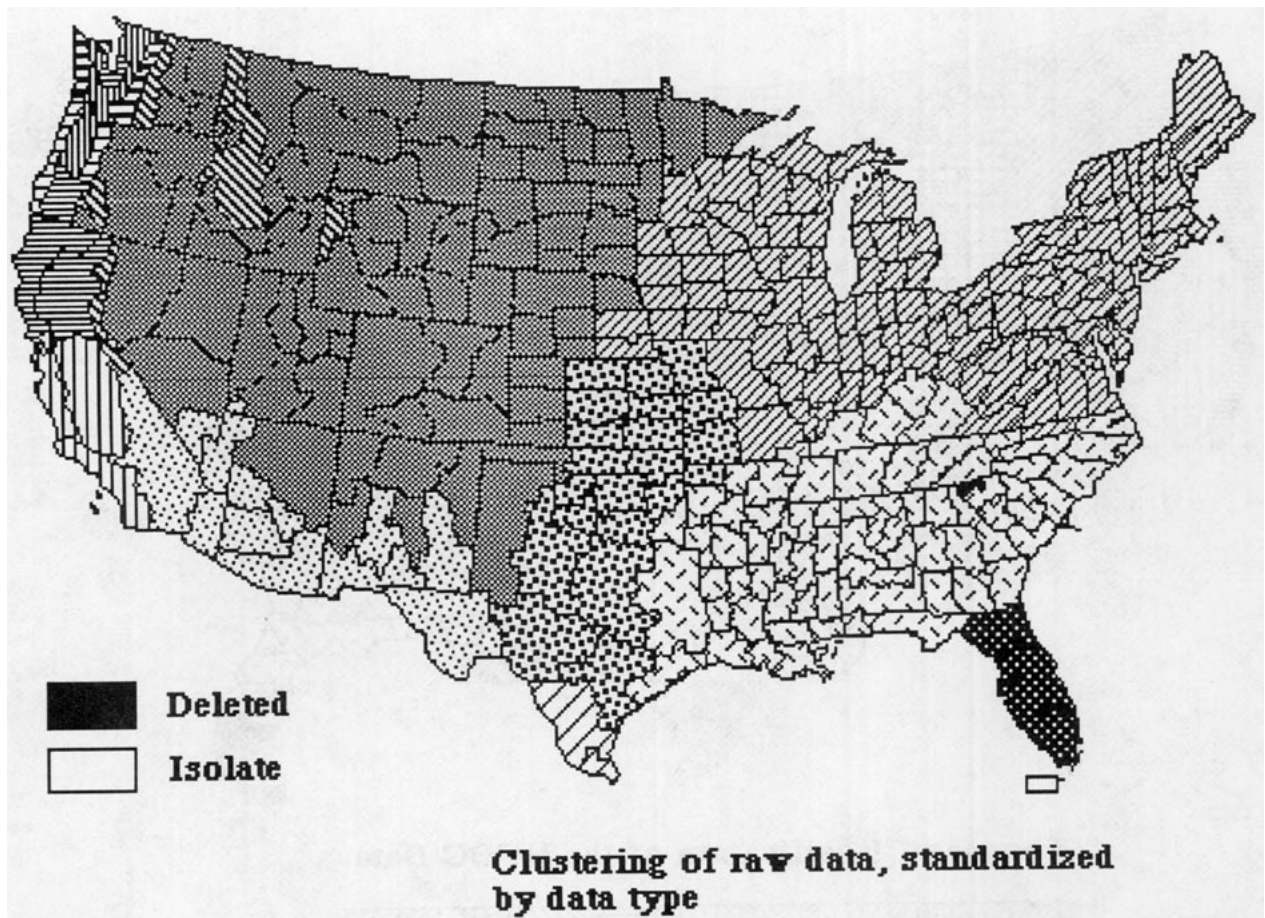 Deleted
Isolate
Clustering of raw data, standardized
by data type